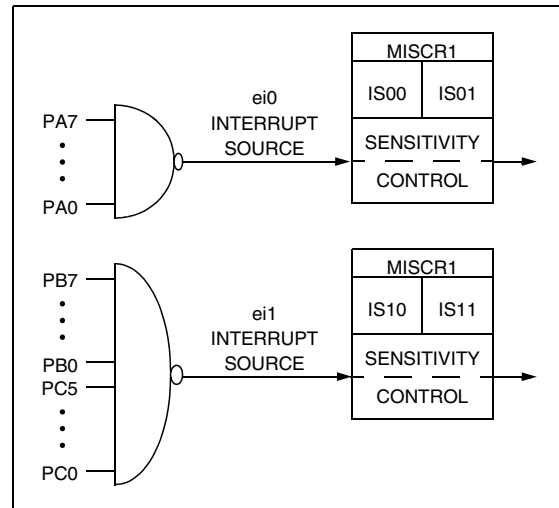 MISCR1
IS00 IS01
ei0
INTERRUPT
SOURCE
PA7
PA0
SENSITIVITY
CONTROL
MISCR1
IS10 IS11
PB7
ei1
INTERRUPT
SOURCE
PB0
PC5
PC0
SENSITIVITY
CONTROL